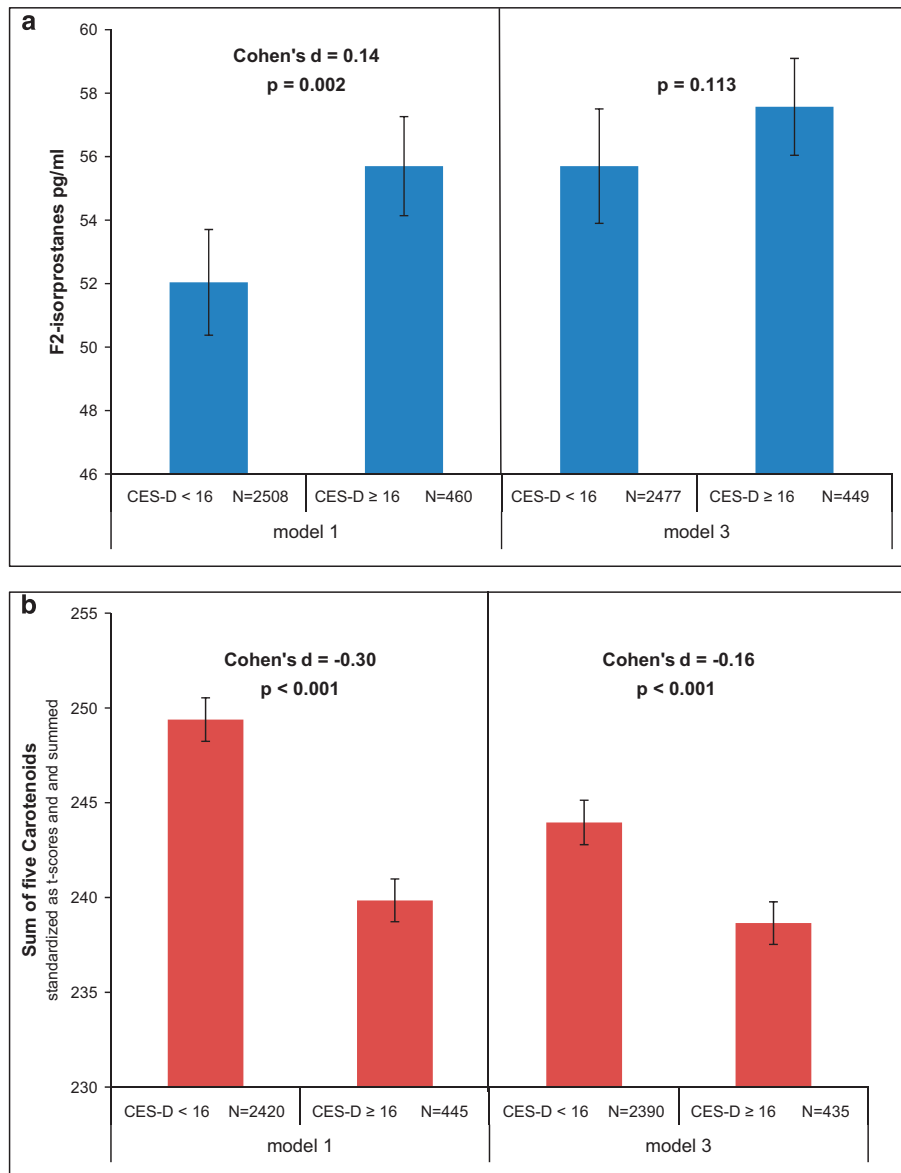 a
60
58
56
54
52
50
48
46
F2-isorprostanes pg/ml
Cohen's d = 0.14
p = 0.002
p = 0.113
CES-D < 16 N=2508 CES-D ≥ 16 N=460 CES-D < 16 N=2477 CES-D ≥ 16 N=449
model 1 model 3
b
255
250
245
240
235
230
Sum of five Carotenoids
standardized as t-scores and and summed
Cohen's d = -0.30
p < 0.001
Cohen's d = -0.16
p < 0.001
CES-D < 16 N=2420 CES-D ≥ 16 N=445 CES-D < 16 N=2390 CES-D ≥ 16 N=435
model 1 model 3